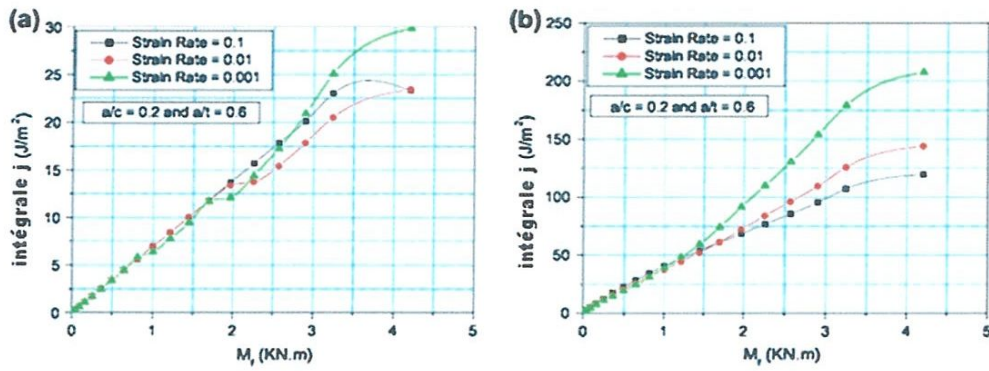 (a)
30
25
20
15
10
5
0
intégrale j (J/m²)
Strain Rate = 0.1
Strain Rate = 0.01
Strain Rate = 0.001
a/c = 0.2 and a/t = 0.6
0 1 2 3 4 5
M_f (KN.m)
(b)
250
200
150
100
50
0
intégrale j (J/m²)
Strain Rate = 0.1
Strain Rate = 0.01
Strain Rate = 0.001
a/c = 0.2 and a/t = 0.6
0 1 2 3 4 5
M_f (KN.m)